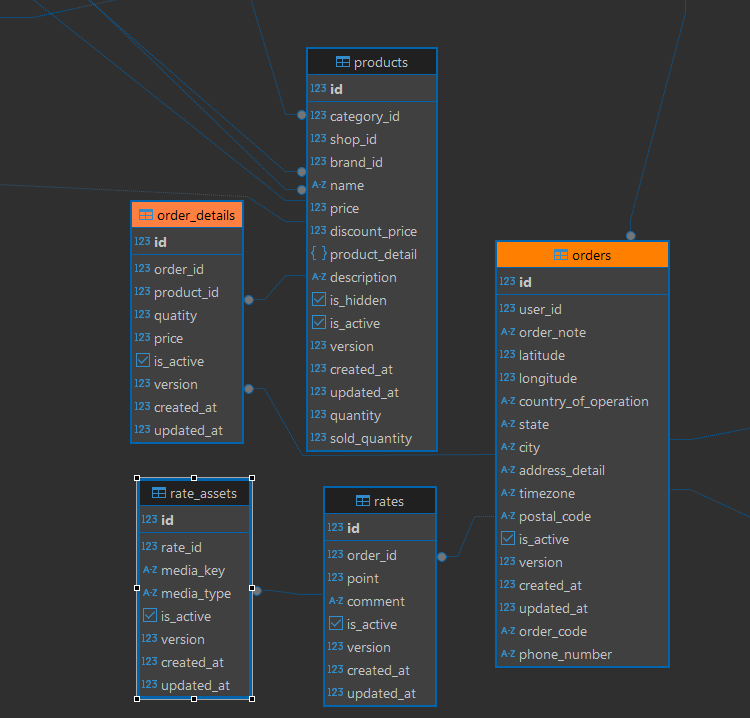 products
123 id
123 category_id
123 shop_id
123 brand_id
A-Z name
123 price
123 discount_price
{ } product_detail
A-Z description
is_hidden
is_active
123 version
123 created_at
123 updated_at
123 quantity
123 sold_quantity
order_details
123 id
123 order_id
123 product_id
123 quatity
123 price
is_active
123 version
123 created_at
123 updated_at
orders
123 id
123 user_id
A-Z order_note
123 latitude
123 longitude
A-Z country_of_operation
A-Z state
A-Z city
A-Z address_detail
A-Z timezone
A-Z postal_code
is_active
123 version
123 created_at
123 updated_at
A-Z order_code
A-Z phone_number
rate_assets
123 id
123 rate_id
A-Z media_key
A-Z media_type
is_active
123 version
123 created_at
123 updated_at
rates
123 id
123 order_id
123 point
A-Z comment
is_active
123 version
123 created_at
123 updated_at